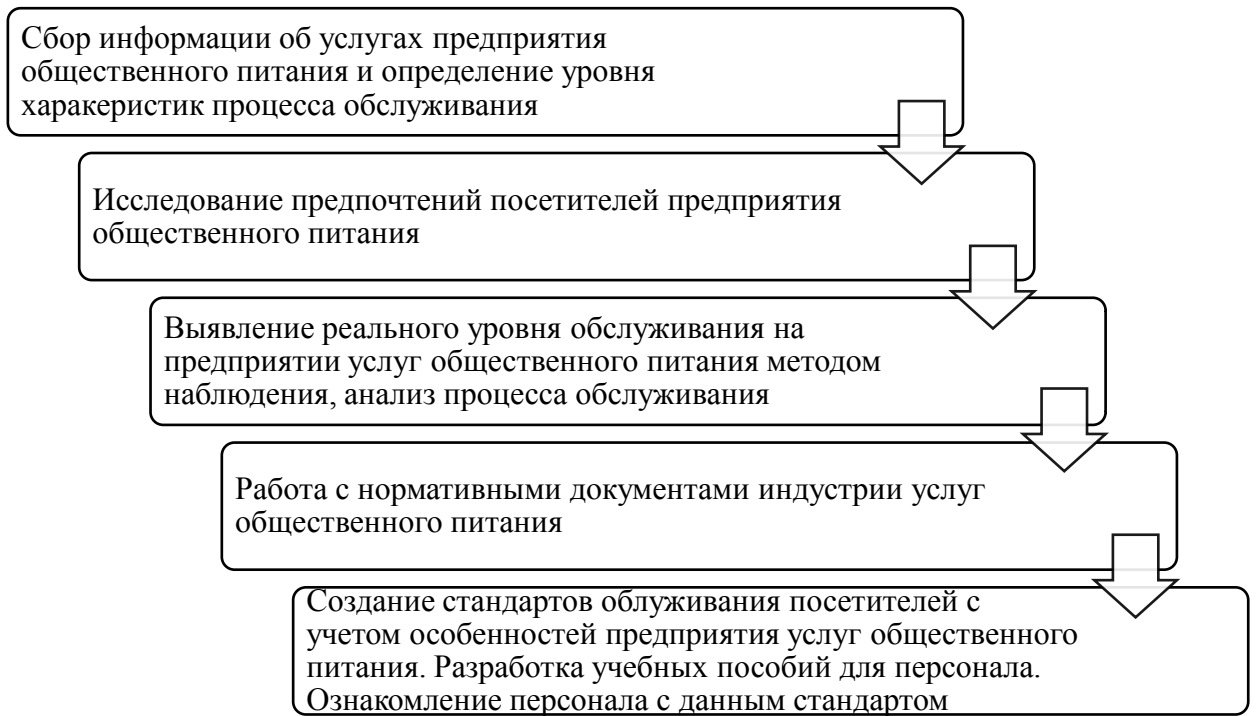 Сбор информации об услугах предприятия
общественного питания и определение уровня
харакеристик процесса обслуживания
Исследование предпочтений посетителей предприятия
общественного питания
Выявление реального уровня обслуживания на
предприятии услуг общественного питания методом
наблюдения, анализ процесса обслуживания
Работа с нормативными документами индустрии услуг
общественного питания
Создание стандартов облуживания посетителей с
учетом особенностей предприятия услуг общественного
питания. Разработка учебных пособий для персонала.
Ознакомление персонала с данным стандартом